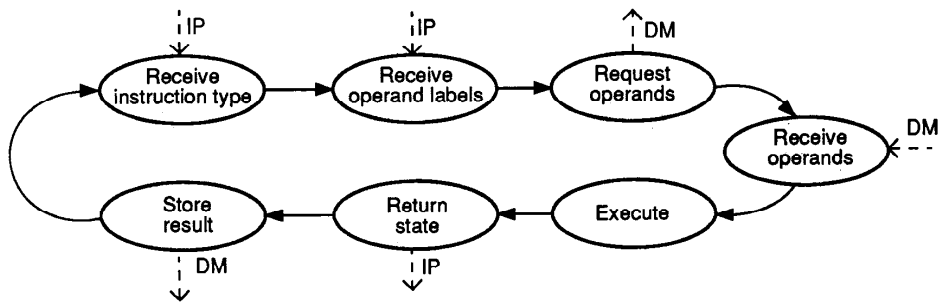 IP
IP
DM
Receive
instruction type
Receive
operand labels
Request
operands
Receive
operands
DM
Store
result
Return
state
Execute
DM
IP